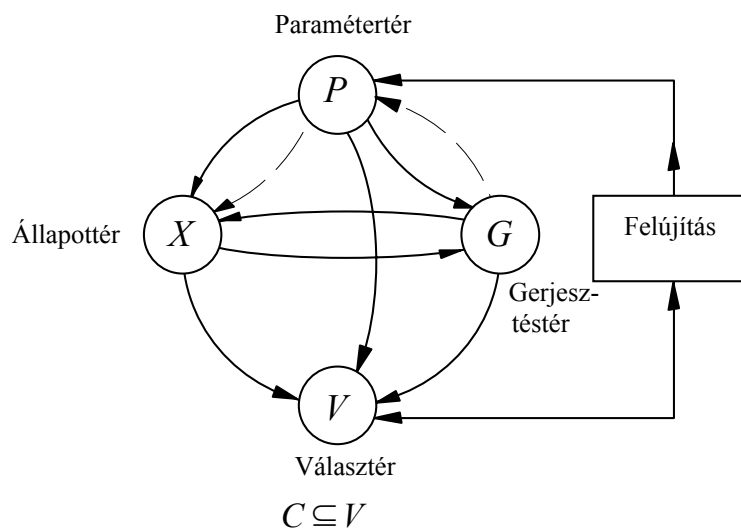 Paramétertér
P
Állapottér
X
G
Felújítás
Gerjesz-
téstér
V
Választér
C ⊆ V